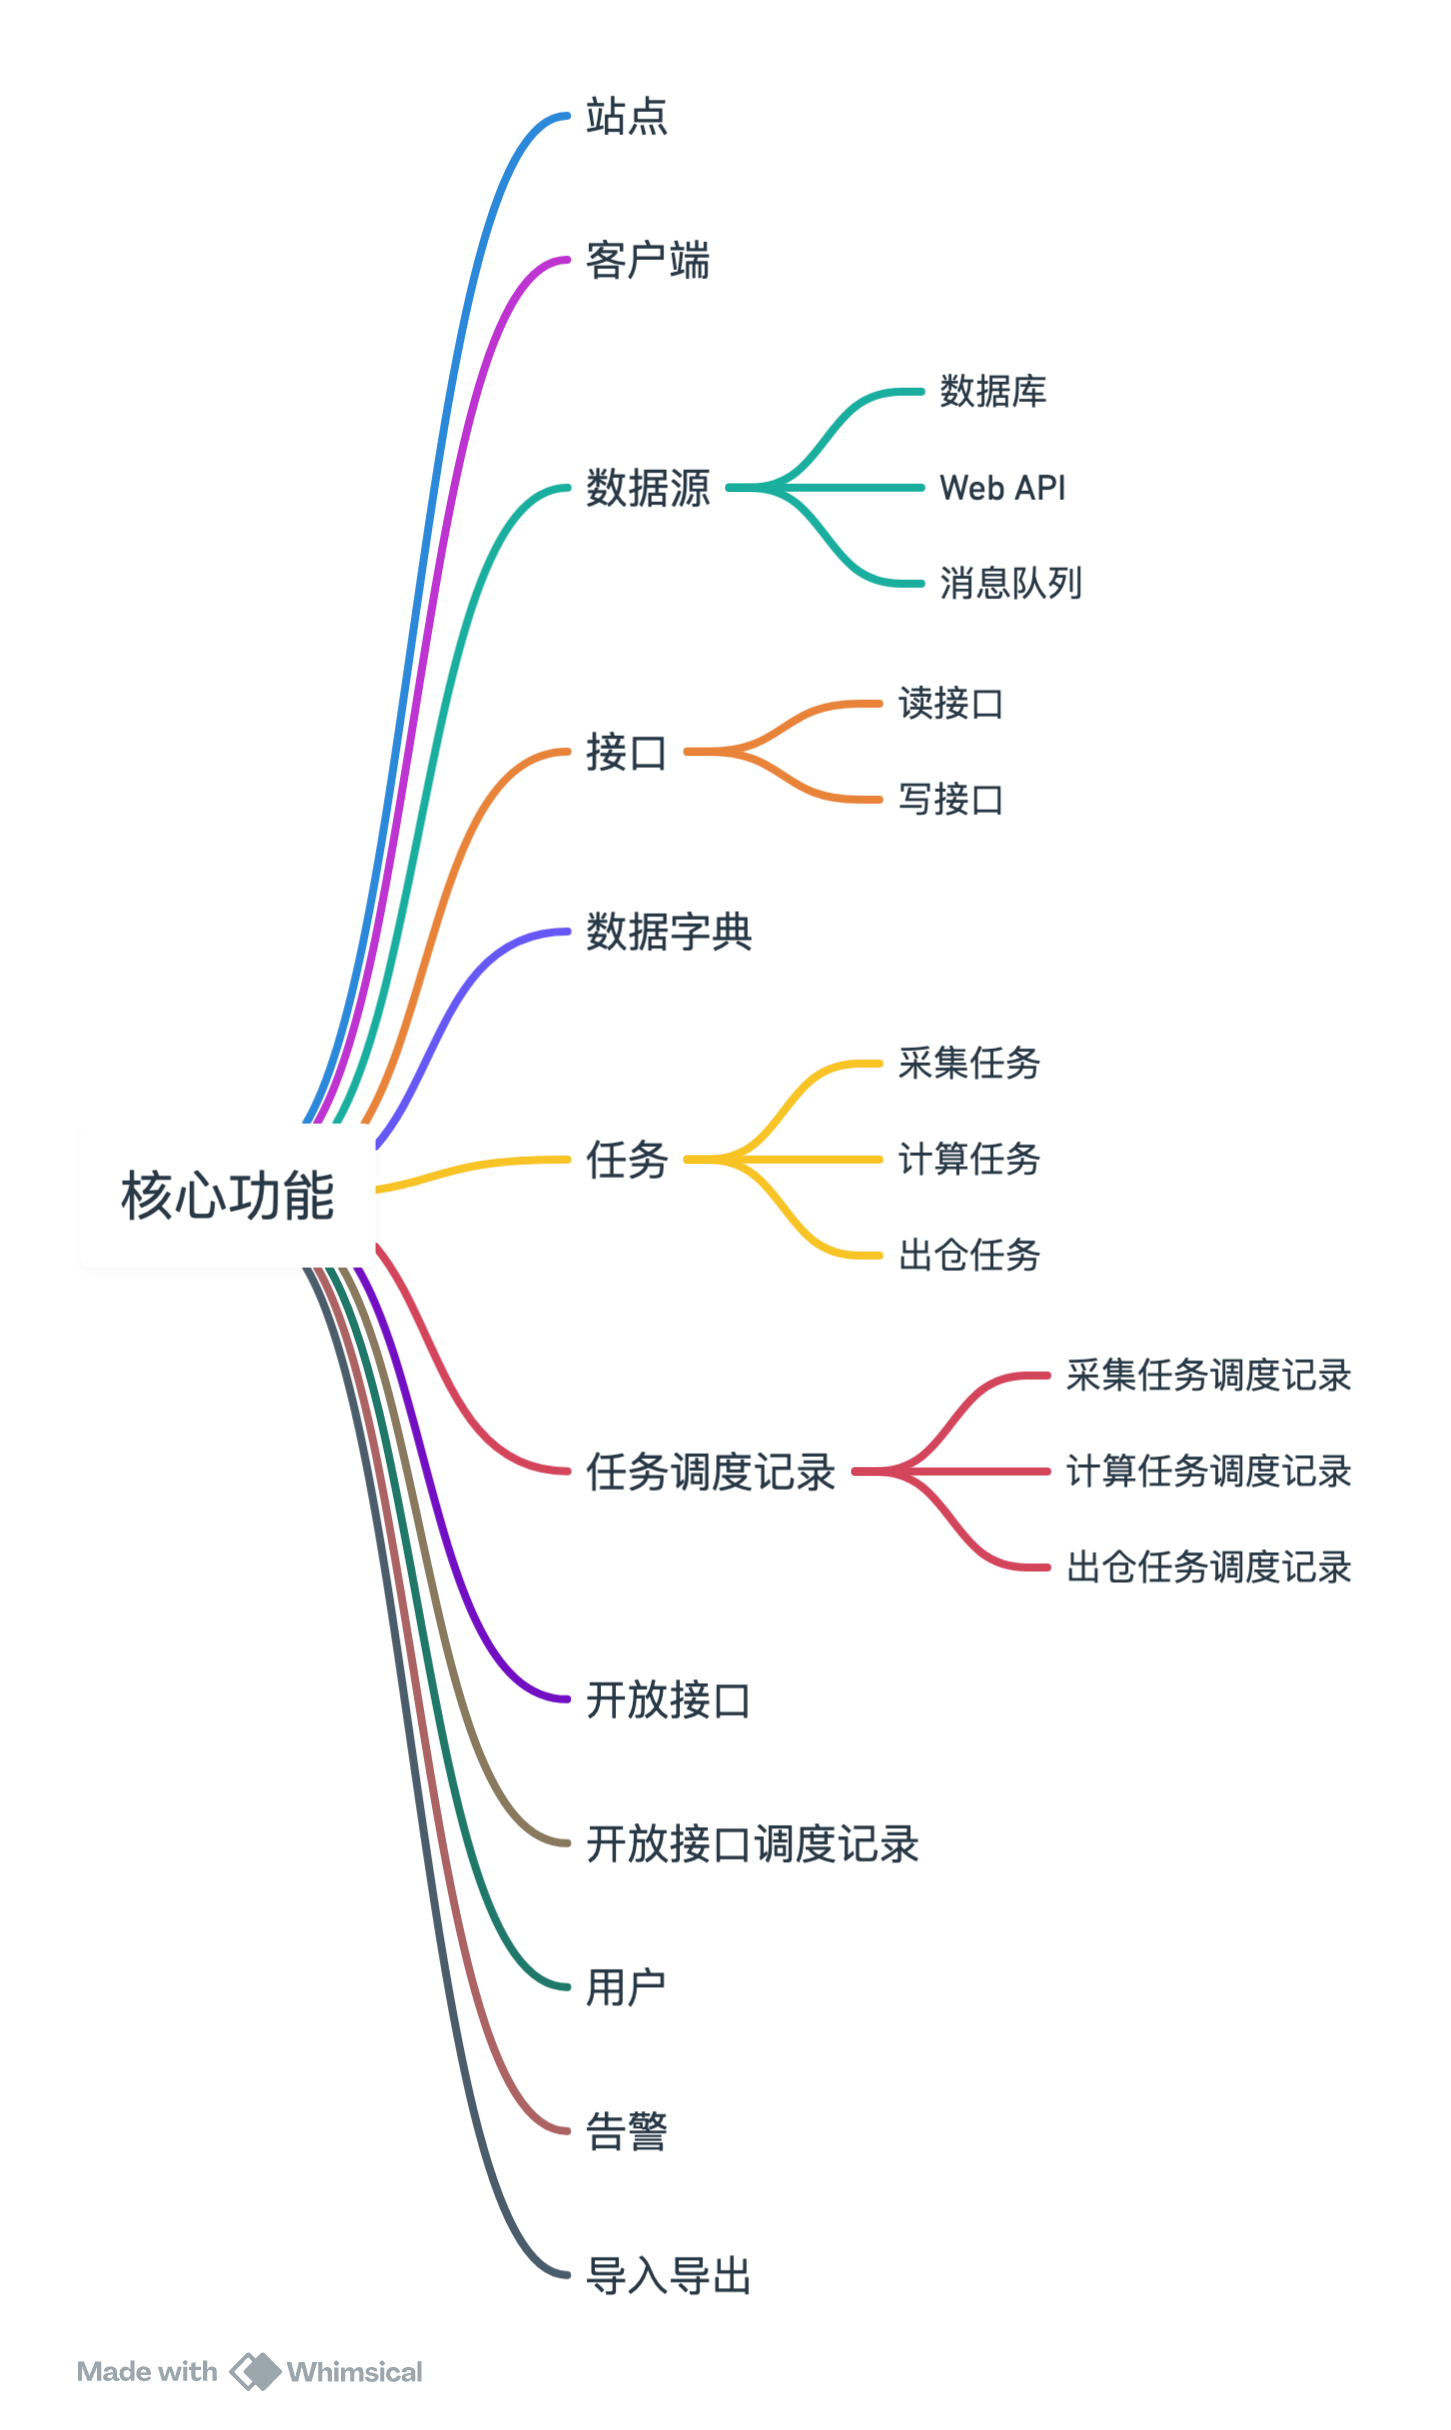 站点
客户端
数据源
数据库
Web API
消息队列
接口
读接口
写接口
数据字典
核心功能
任务
采集任务
计算任务
出仓任务
任务调度记录
采集任务调度记录
计算任务调度记录
出仓任务调度记录
开放接口
开放接口调度记录
用户
告警
导入导出
Made with Whimsical